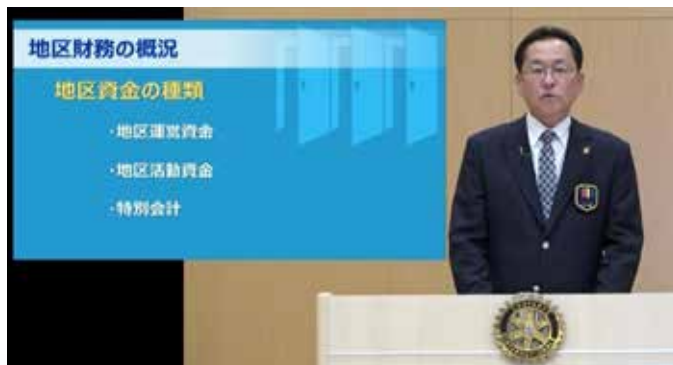 地区財務の概況
地区資金の種類
・地区運営資金
・地区活動資金
・特別会計